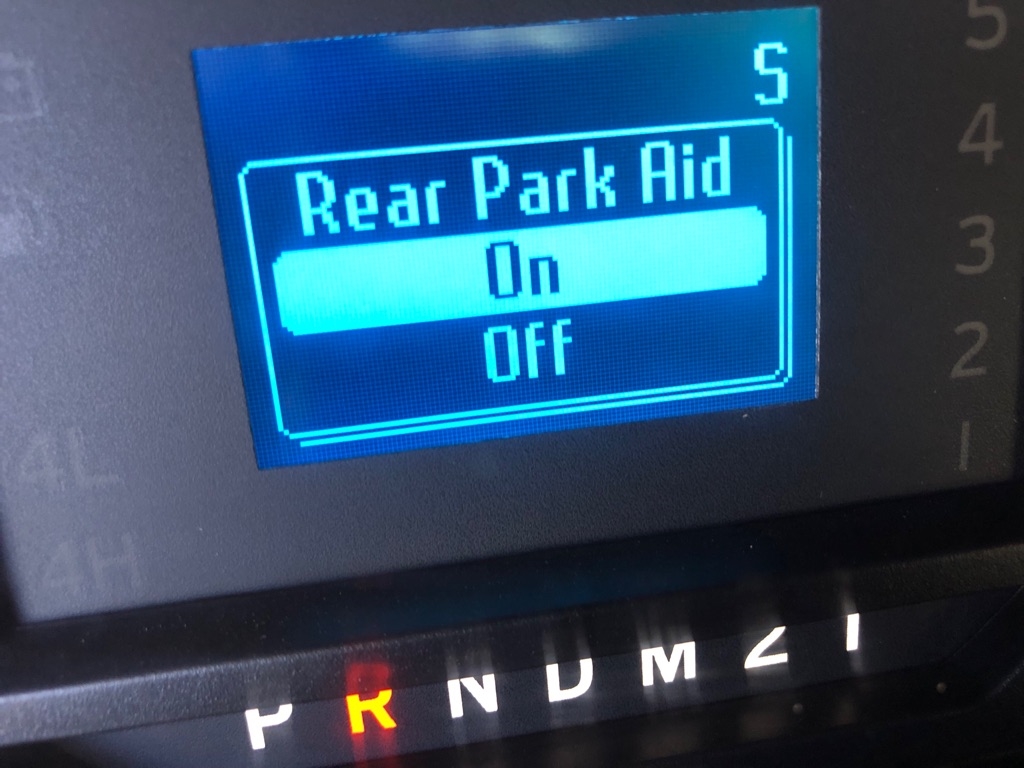 S
Rear Park Aid
On
Off
5
4
3
2
1
4L
4H
P R N D M 2 1